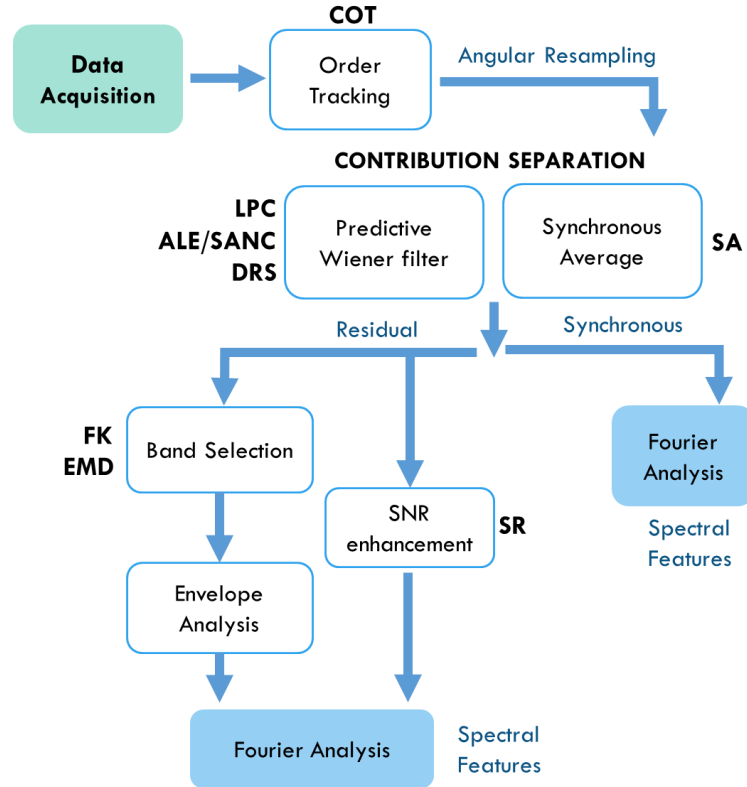 COT
Data
Acquisition
Order
Tracking
Angular Resampling
CONTRIBUTION SEPARATION
LPC
ALE/SANC
DRS
Predictive
Wiener filter
Synchronous
Average
SA
Residual
Synchronous
FK
EMD
Band Selection
Fourier
Analysis
SNR
enhancement
SR
Spectral
Features
Envelope
Analysis
Fourier Analysis
Spectral
Features